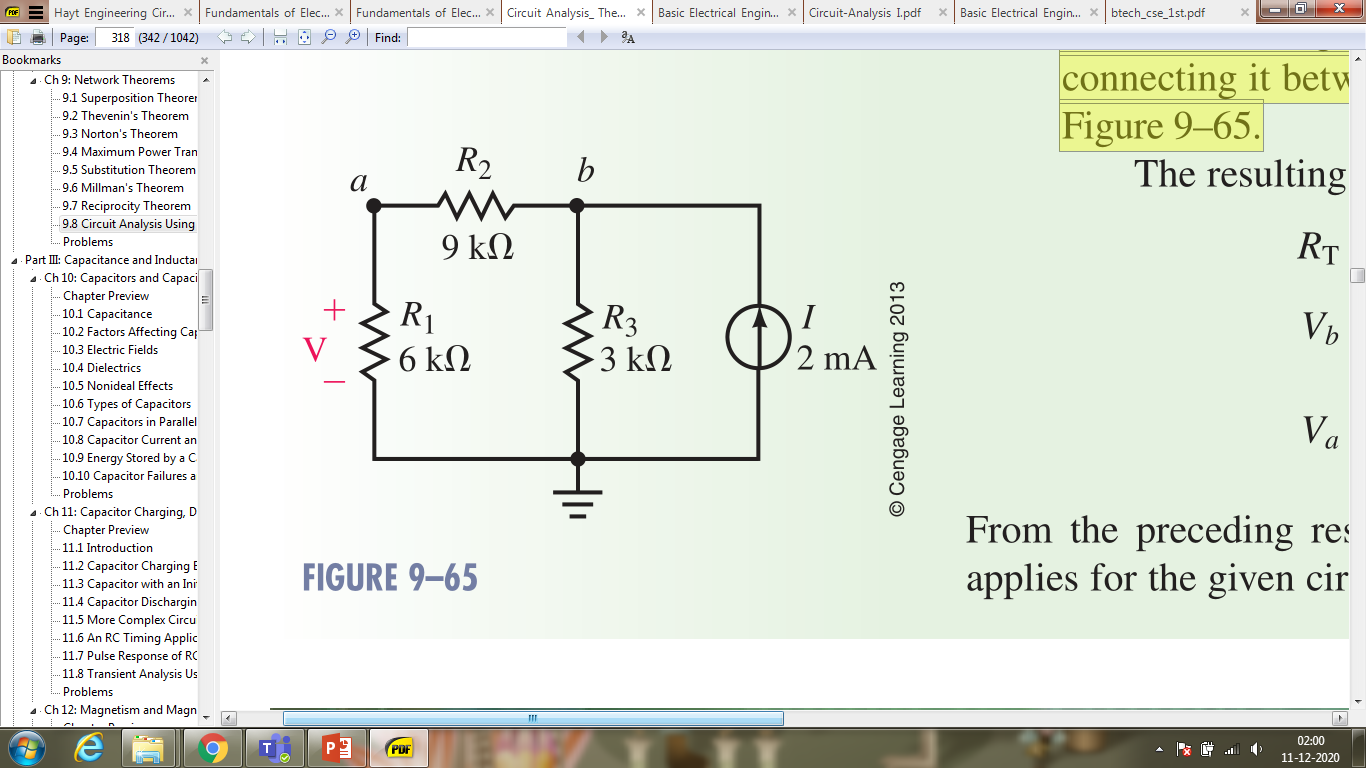 Hayt Engineering Cir...
Fundamentals of Elec...
Fundamentals of Elec...
Circuit Analysis_ The...
Basic Electrical Engin...
Circuit-Analysis I.pdf
Basic Electrical Engin...
btech_cse_1st.pdf
Page: 318 (342 / 1042)
Find:
Bookmarks
Ch 9: Network Theorems
9.1 Superposition Theorem
9.2 Thevenin's Theorem
9.3 Norton's Theorem
9.4 Maximum Power Tran
9.5 Substitution Theorem
9.6 Millman's Theorem
9.7 Reciprocity Theorem
9.8 Circuit Analysis Using
Problems
Part III: Capacitance and Inducta
Ch 10: Capacitors and Capaci
Chapter Preview
10.1 Capacitance
10.2 Factors Affecting Cap
10.3 Electric Fields
10.4 Dielectrics
10.5 Nonideal Effects
10.6 Types of Capacitors
10.7 Capacitors in Parallel
10.8 Capacitor Current an
10.9 Energy Stored by a C
10.10 Capacitor Failures a
Problems
Ch 11: Capacitor Charging, D
Chapter Preview
11.1 Introduction
11.2 Capacitor Charging E
11.3 Capacitor with an Ini
11.4 Capacitor Dischargin
11.5 More Complex Circu
11.6 An RC Timing Applic
11.7 Pulse Response of RC
11.8 Transient Analysis Us
Problems
Ch 12: Magnetism and Magn
connecting it betw
Figure 9–65.
The resulting
R_T
V_b
V_a
From the preceding res
applies for the given cir
a
R2
b
9 kΩ
+
V
−
R1
6 kΩ
R3
3 kΩ
I
2 mA
© Cengage Learning 2013
FIGURE 9–65
PDF
02:00
11-12-2020